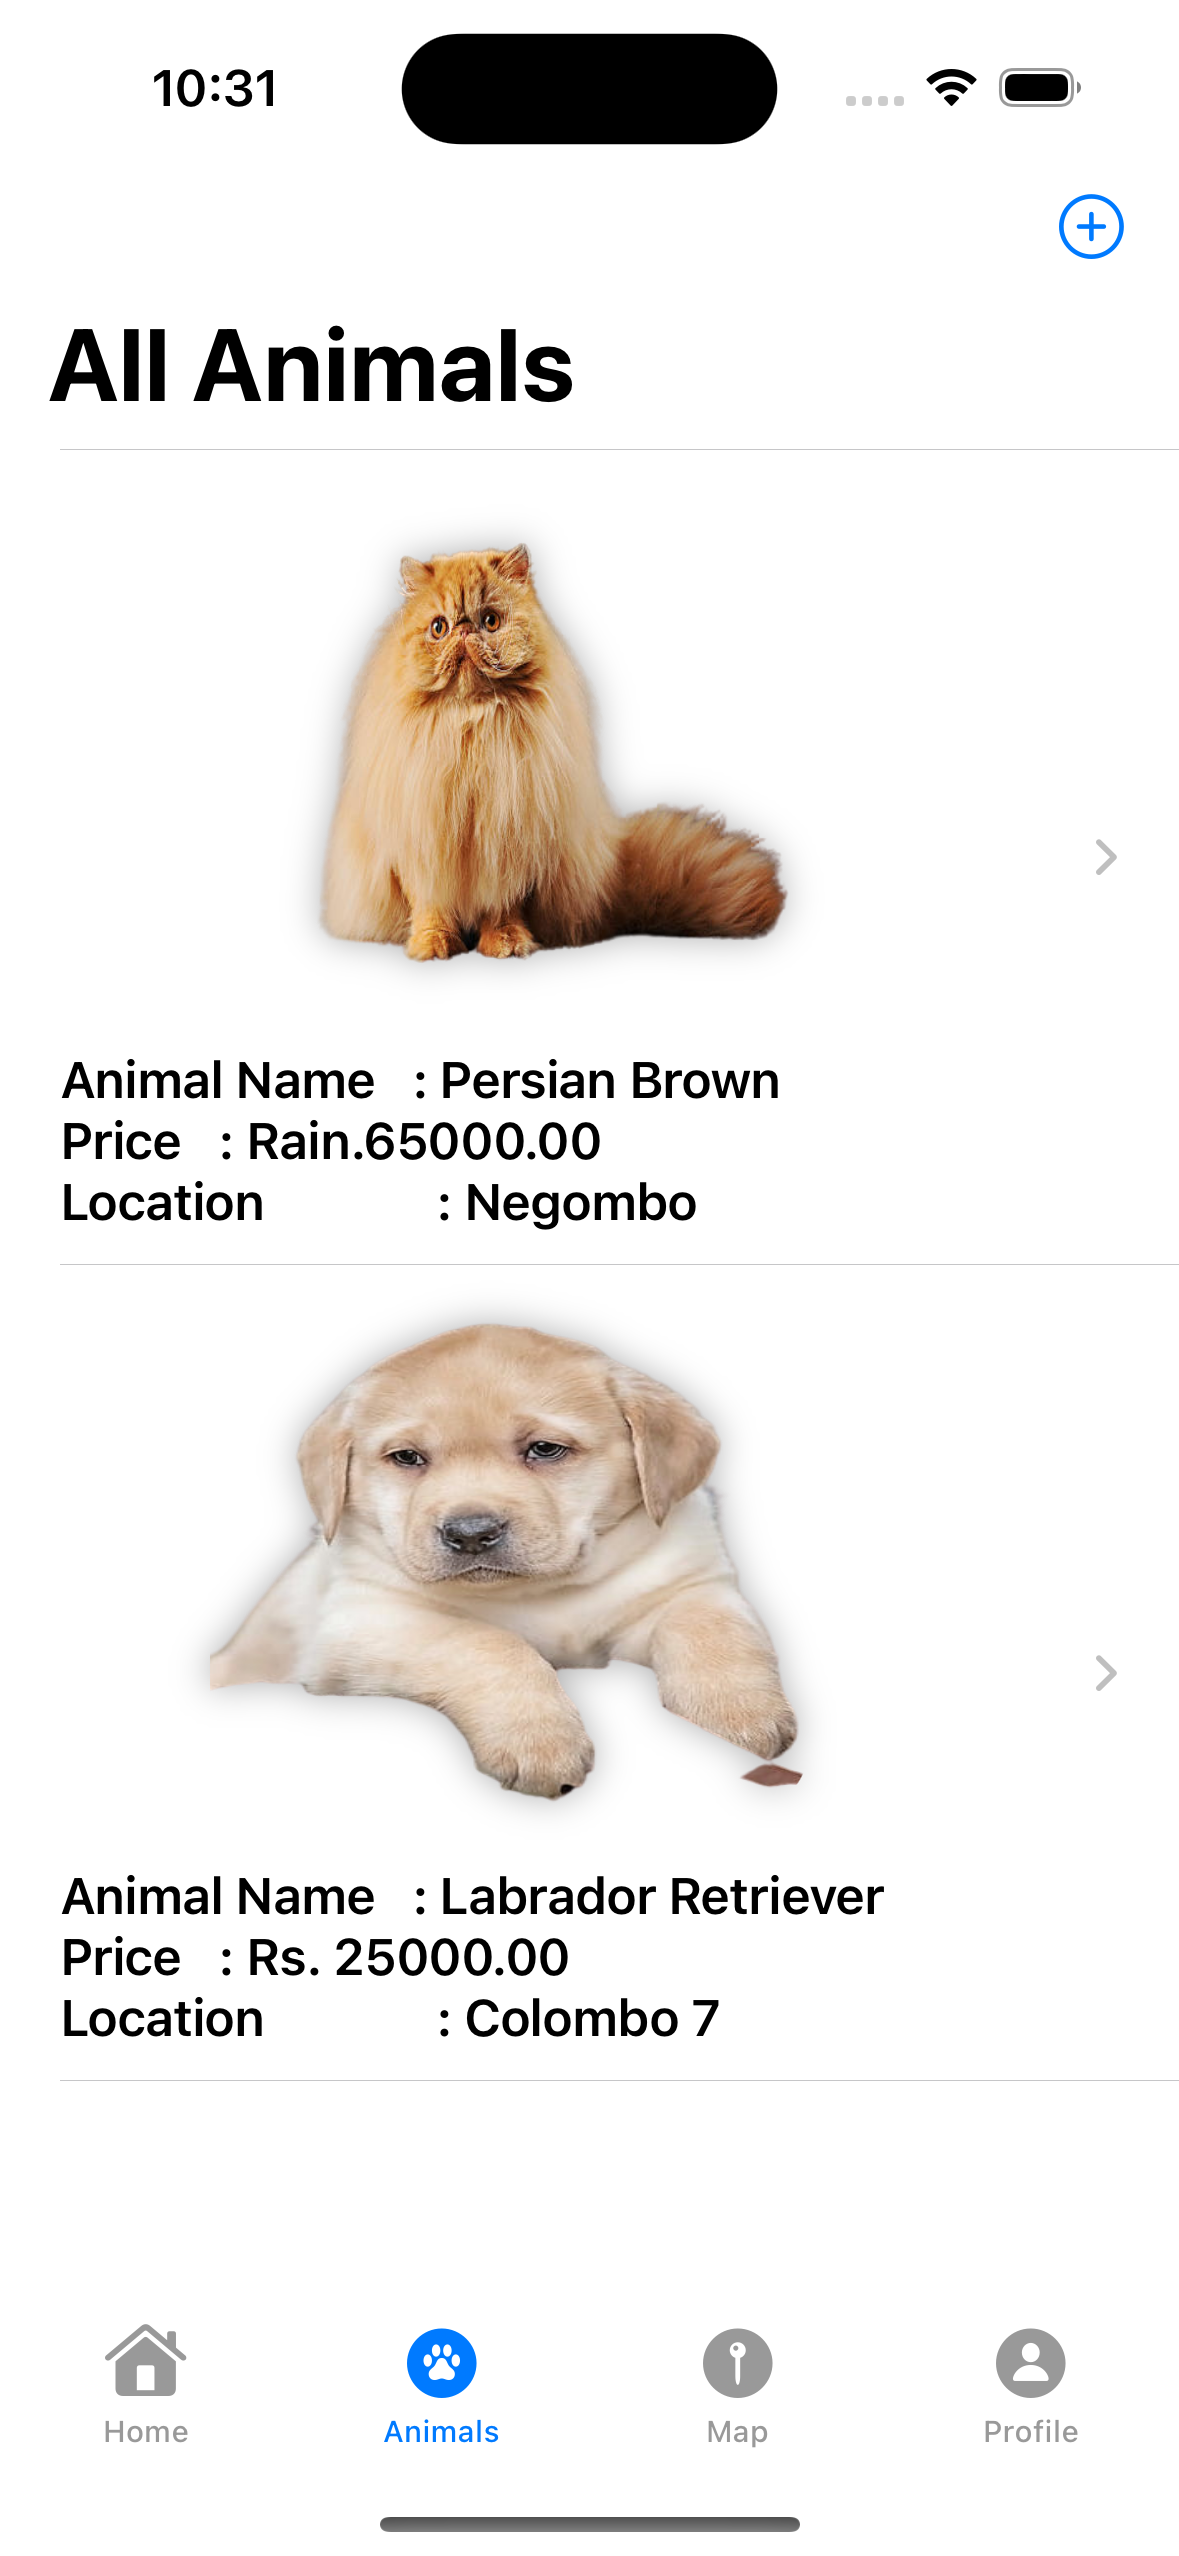 10:31
All Animals
Animal Name : Persian Brown
Price : Rain.65000.00
Location : Negombo
Animal Name : Labrador Retriever
Price : Rs. 25000.00
Location : Colombo 7
Home Animals Map Profile